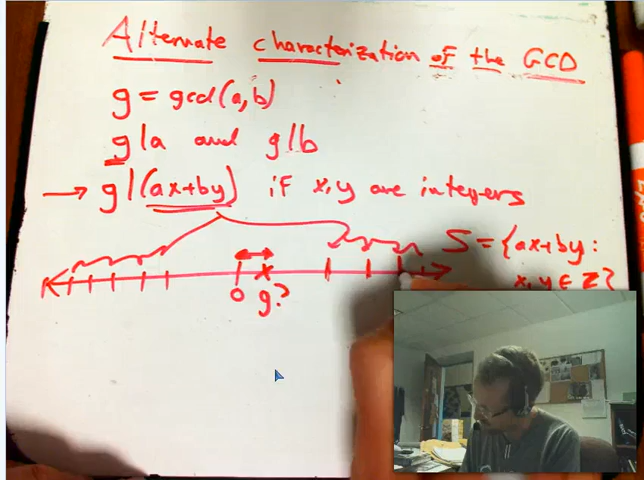 Alternate characterization of the GCD
g = gcd(a,b)
g|a and g|b
→ g|(ax+by) if x,y are integers
S = {ax+by :
x,y ∈ Z}
0 g?